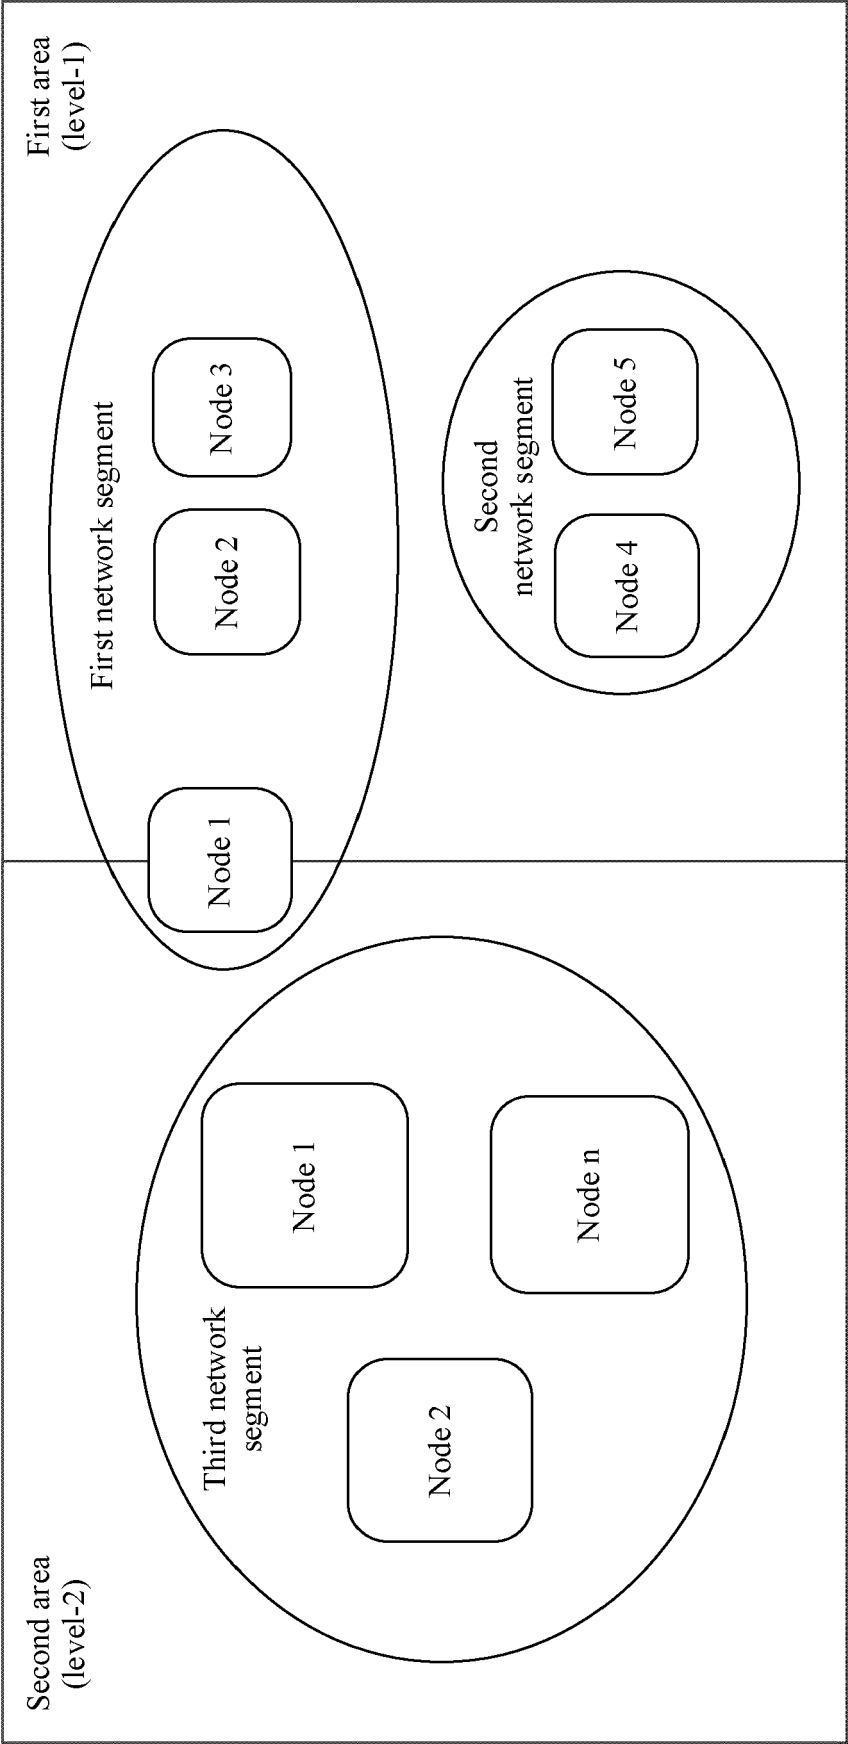 Second area
(level-2)
First area
(level-1)
First network segment
Node 1
Node 2
Node 3
Third network
segment
Node 1
Node 2
Node n
Second
network segment
Node 4
Node 5